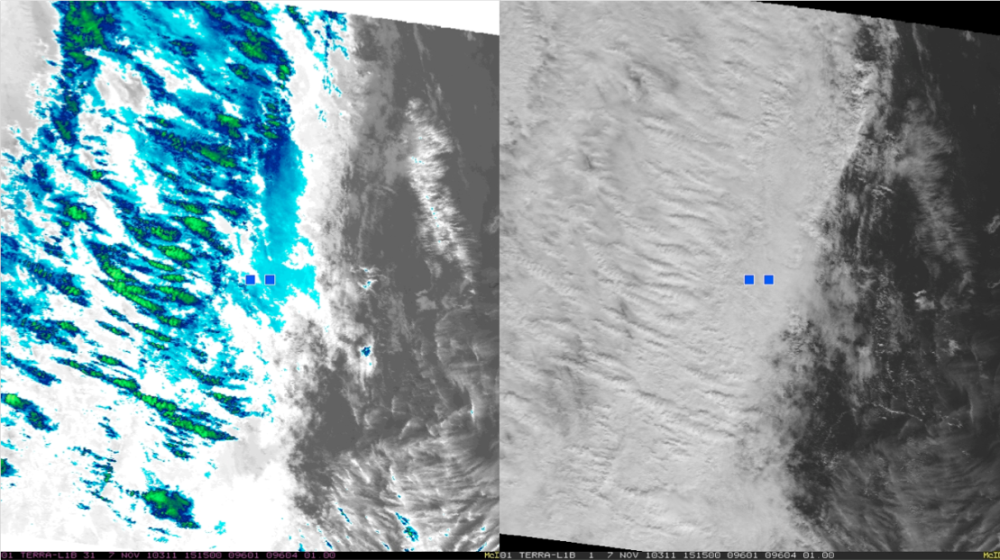 01 TERRA-L1B 31  7 NOV 10311 151500 09601 09604 01 00
McI
01 TERRA-L1B  1  7 NOV 10311 151500 09601 09604 01.00
McI